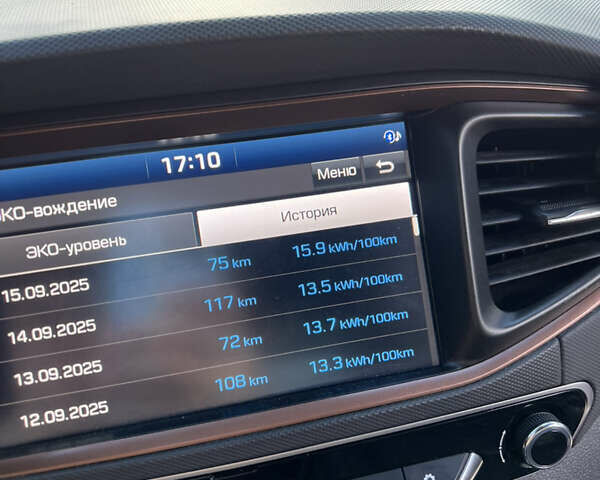 17:10
Меню
ЭКО-вождение
ЭКО-уровень
История
15.09.2025 75 km 15.9 kWh/100km
14.09.2025 117 km 13.5 kWh/100km
13.09.2025 72 km 13.7 kWh/100km
12.09.2025 108 km 13.3 kWh/100km